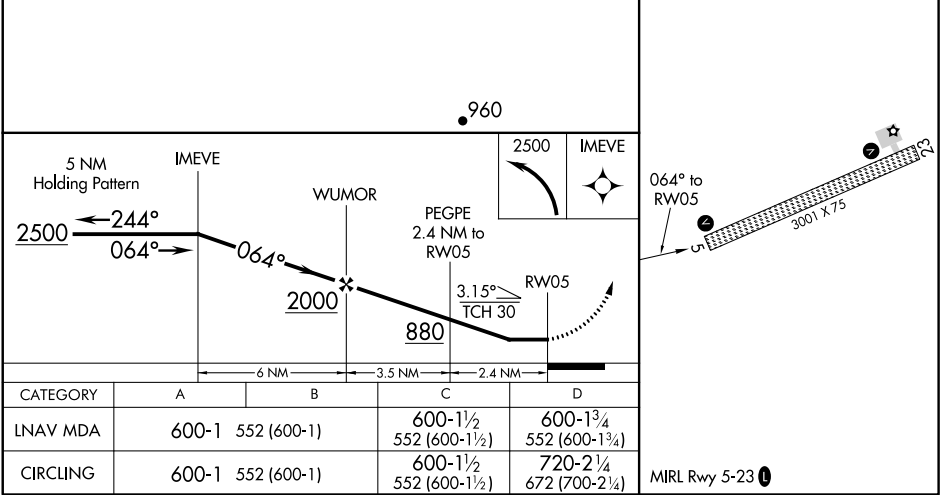 960
5 NM
Holding Pattern
IMEVE
2500
IMEVE
WUMOR
PEGPE
2.4 NM to
RW05
244°
2500
064°
064°
2000
3.15°
TCH 30
RW05
880
6 NM
3.5 NM
2.4 NM
CATEGORY A B C D
LNAV MDA 600-1 552 (600-1) 600-1½ 552 (600-1½) 600-1¾ 552 (600-1¾)
CIRCLING 600-1 552 (600-1) 600-1½ 552 (600-1½) 720-2¼ 672 (700-2¼)
064° to
RW05
V
23
V
5
3001 X 75
MIRL Rwy 5-23 L